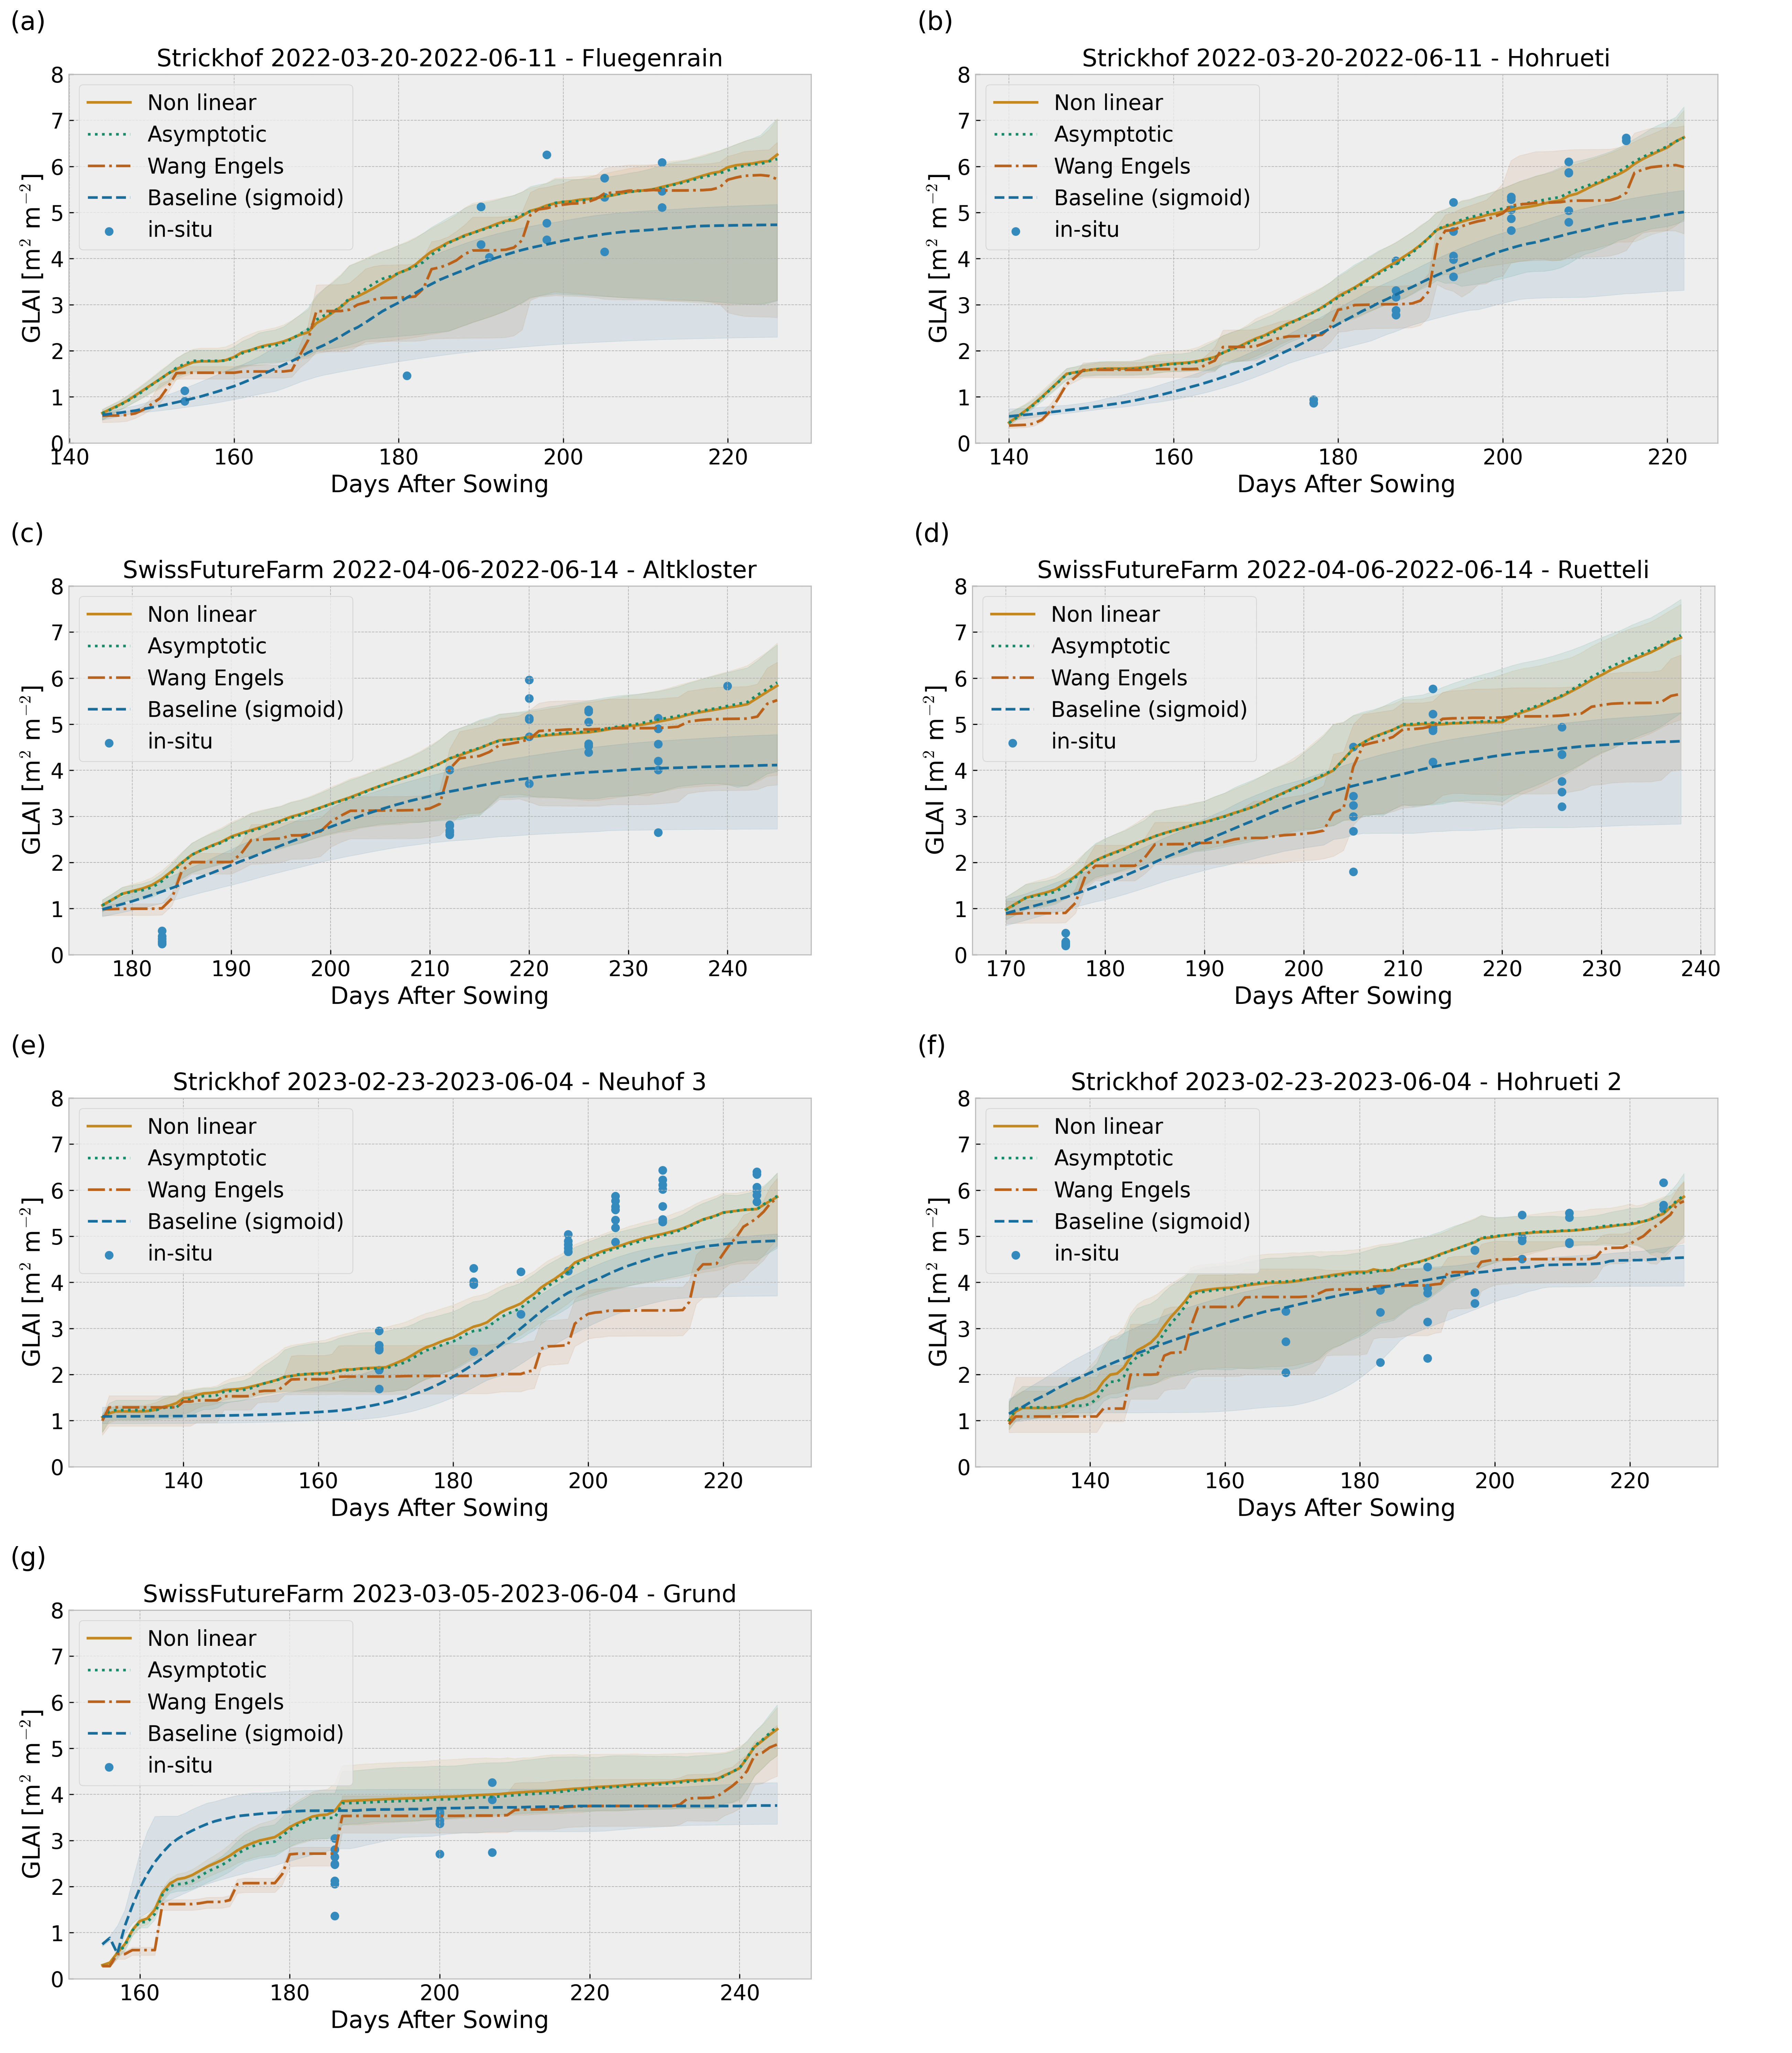 (a)
Strickhof 2022-03-20-2022-06-11 - Fluegenrain
GLAI [m² m⁻²]
8
7
6
5
4
3
2
1
0
Non linear
Asymptotic
Wang Engels
Baseline (sigmoid)
in-situ
140 160 180 200 220
Days After Sowing
(b)
Strickhof 2022-03-20-2022-06-11 - Hohrueti
GLAI [m² m⁻²]
8
7
6
5
4
3
2
1
0
Non linear
Asymptotic
Wang Engels
Baseline (sigmoid)
in-situ
140 160 180 200 220
Days After Sowing
(c)
SwissFutureFarm 2022-04-06-2022-06-14 - Altkloster
GLAI [m² m⁻²]
8
7
6
5
4
3
2
1
0
Non linear
Asymptotic
Wang Engels
Baseline (sigmoid)
in-situ
180 190 200 210 220 230 240
Days After Sowing
(d)
SwissFutureFarm 2022-04-06-2022-06-14 - Ruetteli
GLAI [m² m⁻²]
8
7
6
5
4
3
2
1
0
Non linear
Asymptotic
Wang Engels
Baseline (sigmoid)
in-situ
170 180 190 200 210 220 230 240
Days After Sowing
(e)
Strickhof 2023-02-23-2023-06-04 - Neuhof 3
GLAI [m² m⁻²]
8
7
6
5
4
3
2
1
0
Non linear
Asymptotic
Wang Engels
Baseline (sigmoid)
in-situ
140 160 180 200 220
Days After Sowing
(f)
Strickhof 2023-02-23-2023-06-04 - Hohrueti 2
GLAI [m² m⁻²]
8
7
6
5
4
3
2
1
0
Non linear
Asymptotic
Wang Engels
Baseline (sigmoid)
in-situ
140 160 180 200 220
Days After Sowing
(g)
SwissFutureFarm 2023-03-05-2023-06-04 - Grund
GLAI [m² m⁻²]
8
7
6
5
4
3
2
1
0
Non linear
Asymptotic
Wang Engels
Baseline (sigmoid)
in-situ
160 180 200 220 240
Days After Sowing